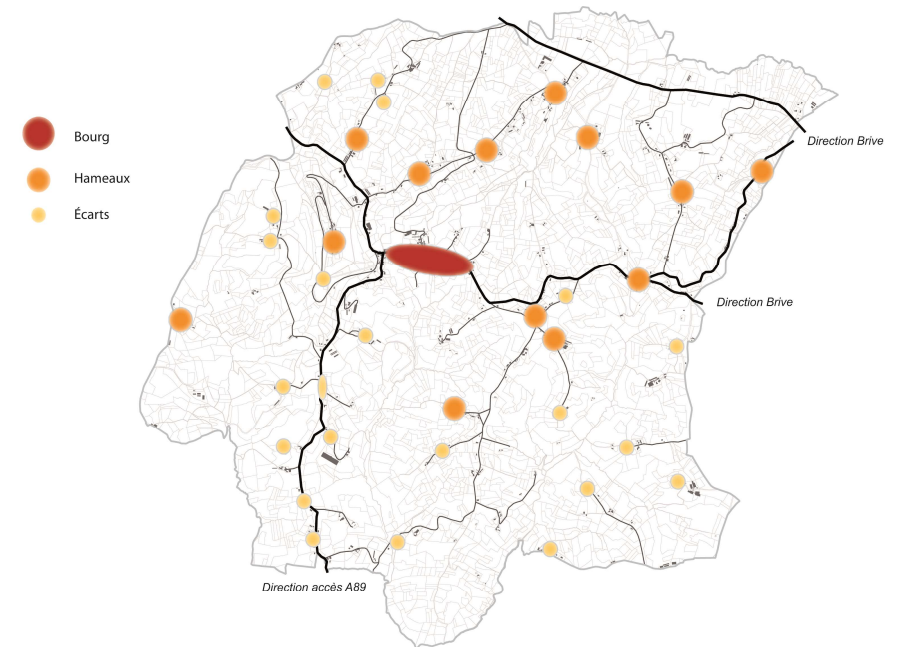 Bourg
Hameaux
Écarts
Direction Brive
Direction Brive
Direction accès A89